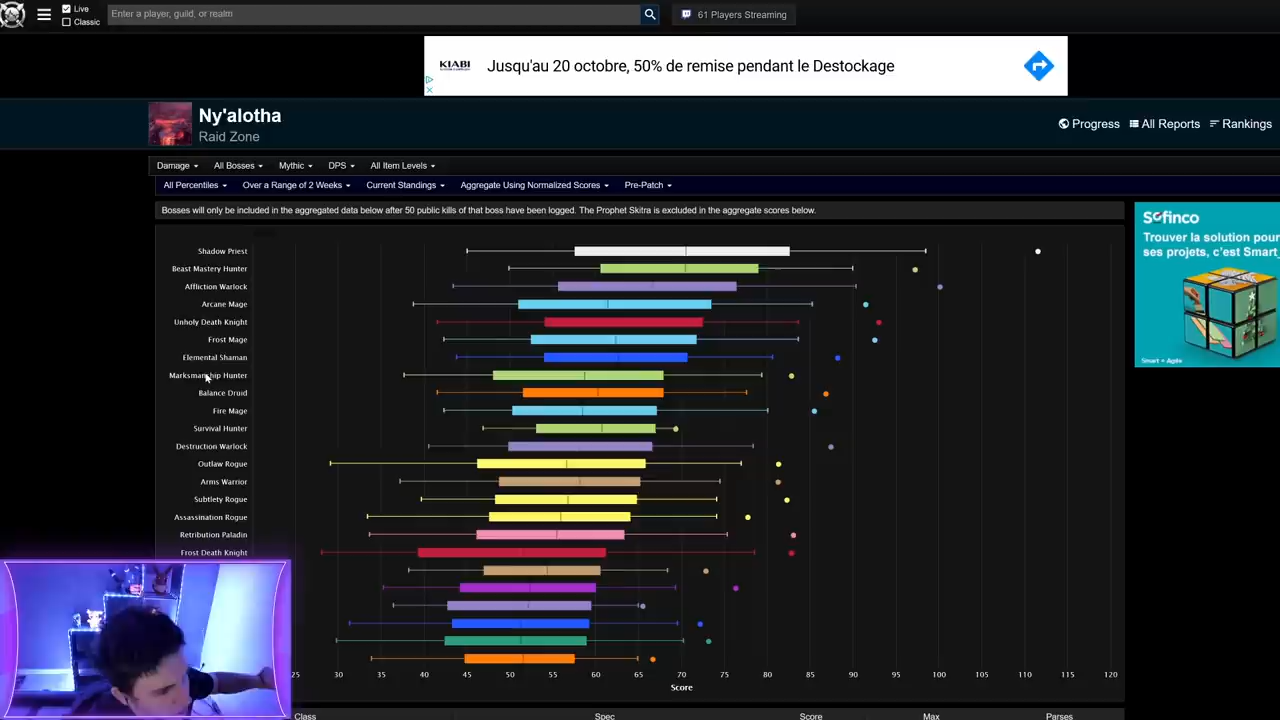 Live
Classic
Enter a player, guild, or realm
61 Players Streaming
KIABI
Jusqu'au 20 octobre, 50% de remise pendant le Destockage
Ny'alotha
Raid Zone
Progress
All Reports
Rankings
Damage
All Bosses
Mythic
DPS
All Item Levels
All Percentiles
Over a Range of 2 Weeks
Current Standings
Aggregate Using Normalized Scores
Pre-Patch
Bosses will only be included in the aggregated data below after 50 public kills of that boss have been logged. The Prophet Skitra is excluded in the aggregate scores below.
Sofinco
Trouver la solution pour
ses projets, c'est Smart
Smart = Agile
Shadow Priest
Beast Mastery Hunter
Affliction Warlock
Arcane Mage
Unholy Death Knight
Frost Mage
Elemental Shaman
Marksmanship Hunter
Balance Druid
Fire Mage
Survival Hunter
Destruction Warlock
Outlaw Rogue
Arms Warrior
Subtlety Rogue
Assassination Rogue
Retribution Paladin
Frost Death Knight
25 30 35 40 45 50 55 60 65 70 75 80 85 90 95 100 105 110 115 120
Score
Class Spec Score Max Parses